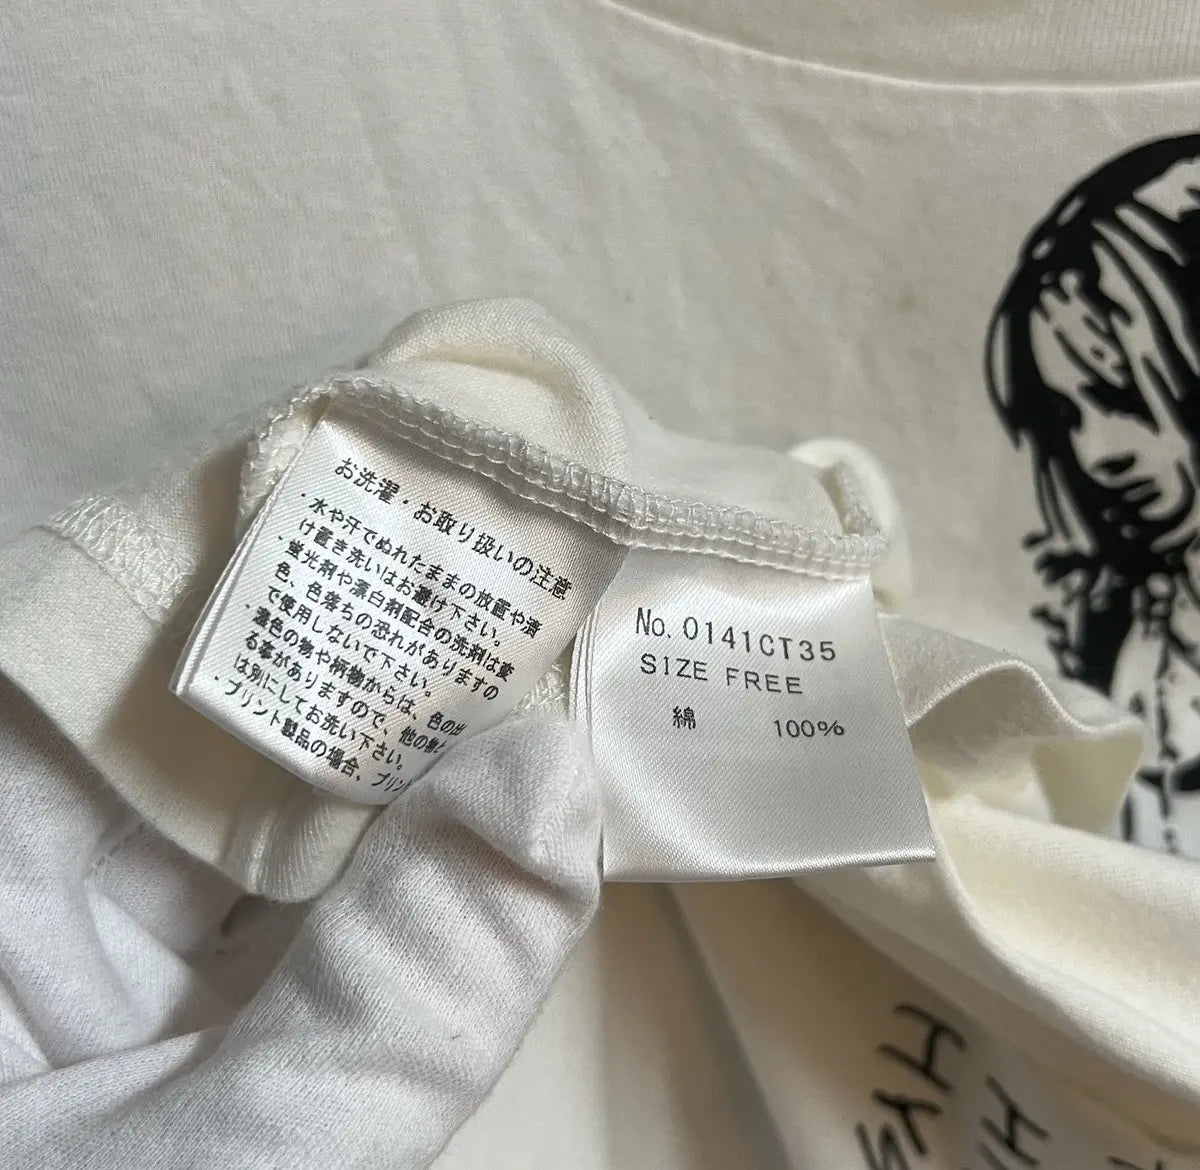 お洗濯・お取り扱いの注意
・水や汗でぬれたままの放置や漬
け置き洗いはお避け下さい。
・蛍光剤や漂白剤配合の洗剤は変
色、色落ちの恐れがありますの
で使用しないで下さい。
・濃色の物や柄物からは、色の出
る事がありますので、他の物と
は別にしてお洗い下さい。
・プリント製品の場合、プリン
No.0141CT35
SIZE FREE
綿 100%